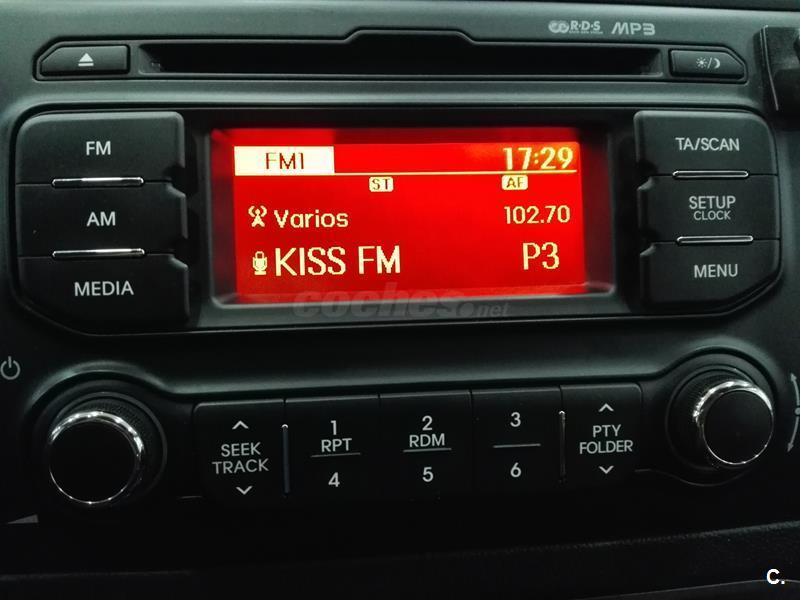 R·D·S MP3
FM
AM
MEDIA
FM1 17:29
ST AF
Varios 102.70
KISS FM P3
coches.net
TA/SCAN
SETUP
CLOCK
MENU
SEEK
TRACK
1
RPT
4
2
RDM
5
3
6
PTY
FOLDER
C.